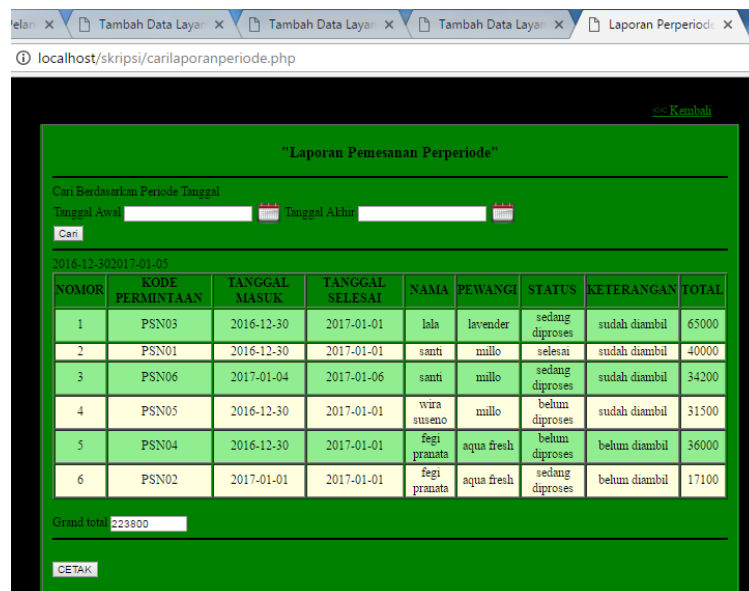 elan
Tambah Data Layan
Tambah Data Layan
Tambah Data Layan
Laporan Perperiode
localhost/skripsi/carilaporanperiode.php
<< Kembali
"Laporan Pemesanan Perperiode"
Cari Berdasarkan Periode Tanggal
Tanggal Awal Tanggal Akhir
Cari
2016-12-302017-01-05
NOMOR KODE PERMINTAAN TANGGAL MASUK TANGGAL SELESAI NAMA PEWANGI STATUS KETERANGAN TOTAL
1 PSN03 2016-12-30 2017-01-01 lala lavender sedang diproses sudah diambil 65000
2 PSN01 2016-12-30 2017-01-01 santi millo selesai sudah diambil 40000
3 PSN06 2017-01-04 2017-01-06 santi millo sedang diproses sudah diambil 34200
4 PSN05 2016-12-30 2017-01-01 wira suseno millo belum diproses sudah diambil 31500
5 PSN04 2016-12-30 2017-01-01 fegi pranata aqua fresh belum diproses belum diambil 36000
6 PSN02 2017-01-01 2017-01-01 fegi pranata aqua fresh sedang diproses belum diambil 17100
Grand total 223800
CETAK